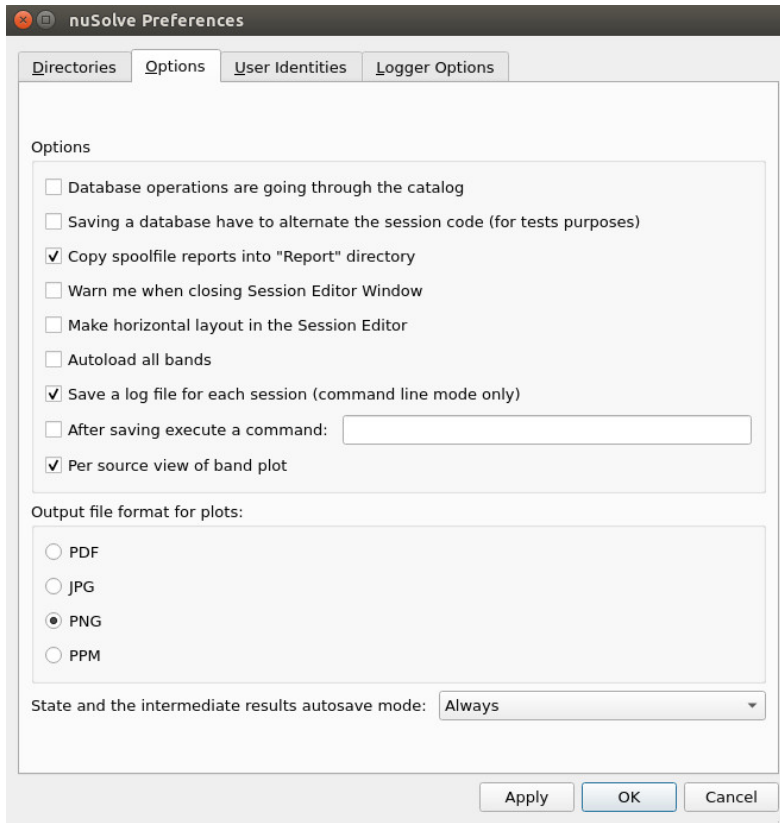 nuSolve Preferences
Directories Options User Identities Logger Options
Options
Database operations are going through the catalog
Saving a database have to alternate the session code (for tests purposes)
Copy spoolfile reports into "Report" directory
Warn me when closing Session Editor Window
Make horizontal layout in the Session Editor
Autoload all bands
Save a log file for each session (command line mode only)
After saving execute a command:
Per source view of band plot
Output file format for plots:
PDF
JPG
PNG
PPM
State and the intermediate results autosave mode: Always
Apply OK Cancel